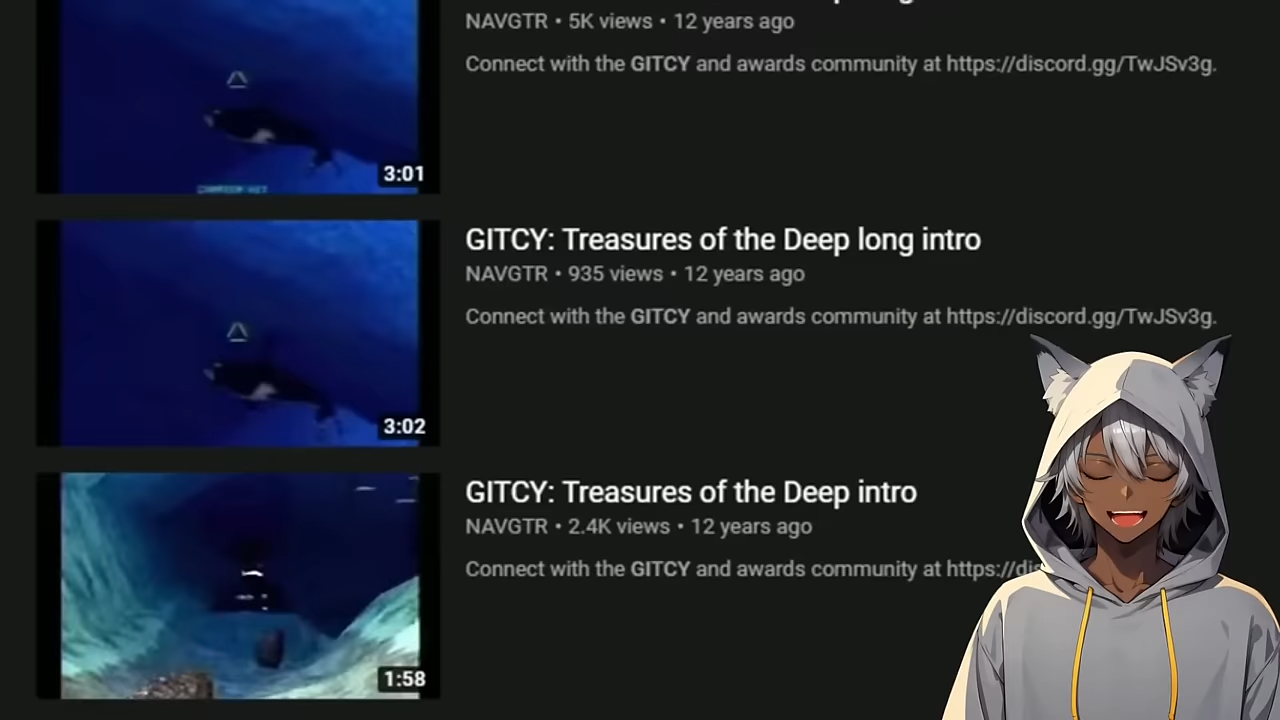 NAVGTR • 5K views • 12 years ago
Connect with the GITCY and awards community at https://discord.gg/TwJSv3g.
3:01
GITCY: Treasures of the Deep long intro
NAVGTR • 935 views • 12 years ago
Connect with the GITCY and awards community at https://discord.gg/TwJSv3g.
3:02
GITCY: Treasures of the Deep intro
NAVGTR • 2.4K views • 12 years ago
Connect with the GITCY and awards community at https://di
1:58